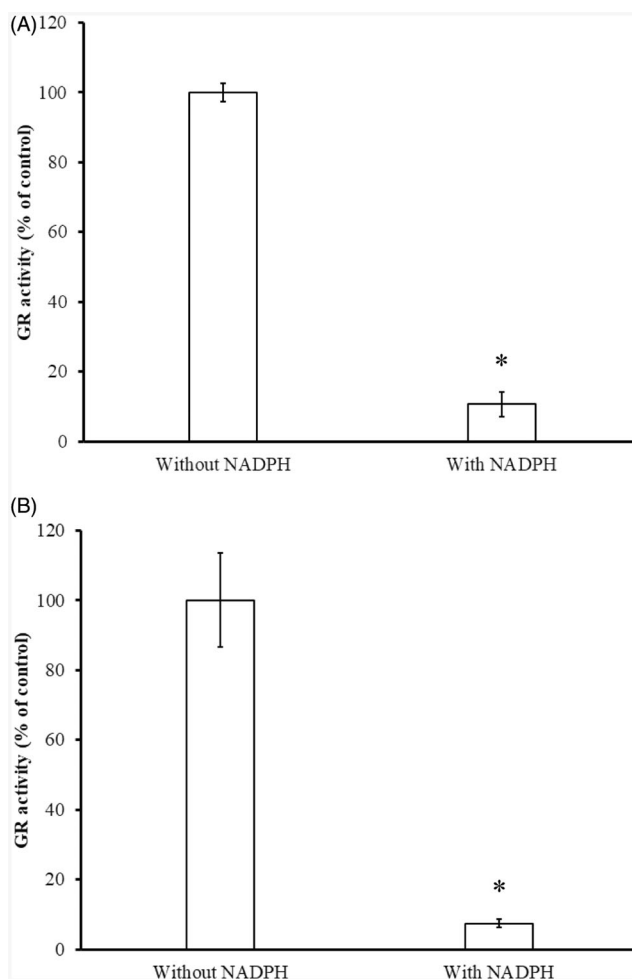 (A)
120
100
80
60
40
20
0
GR activity (% of control)
*
Without NADPH
With NADPH
(B)
120
100
80
60
40
20
0
GR activity (% of control)
*
Without NADPH
With NADPH